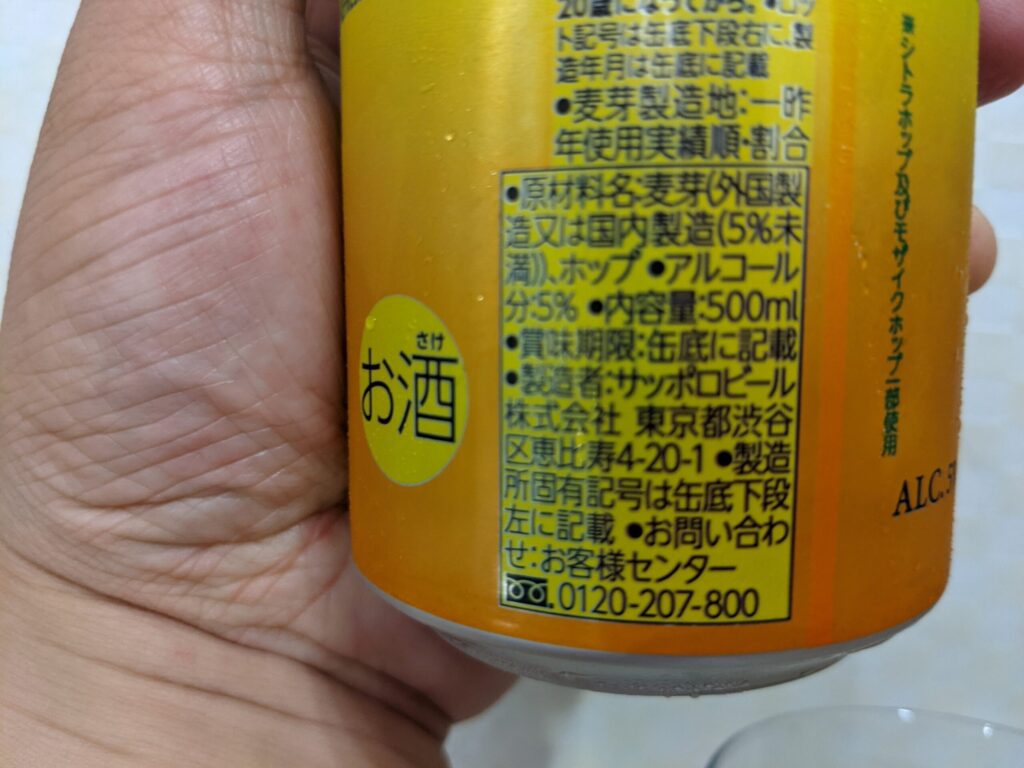 20歳になってから。●ロッ
ト記号は缶底下段右に、製
造年月は缶底に記載
●麦芽製造地:一昨
年使用実績順・割合
●原材料名:麦芽(外国製
造又は国内製造(5%未
満))、ホップ ●アルコール
分:5% ●内容量:500ml
●賞味期限:缶底に記載
●製造者:サッポロビール
株式会社 東京都渋谷
区恵比寿4-20-1 ●製造
所固有記号は缶底下段
左に記載 ●お問い合わ
せ:お客様センター
0120-207-800
さけ
お酒
シトラホップ及びモザイクホップ一部使用
ALC.5%